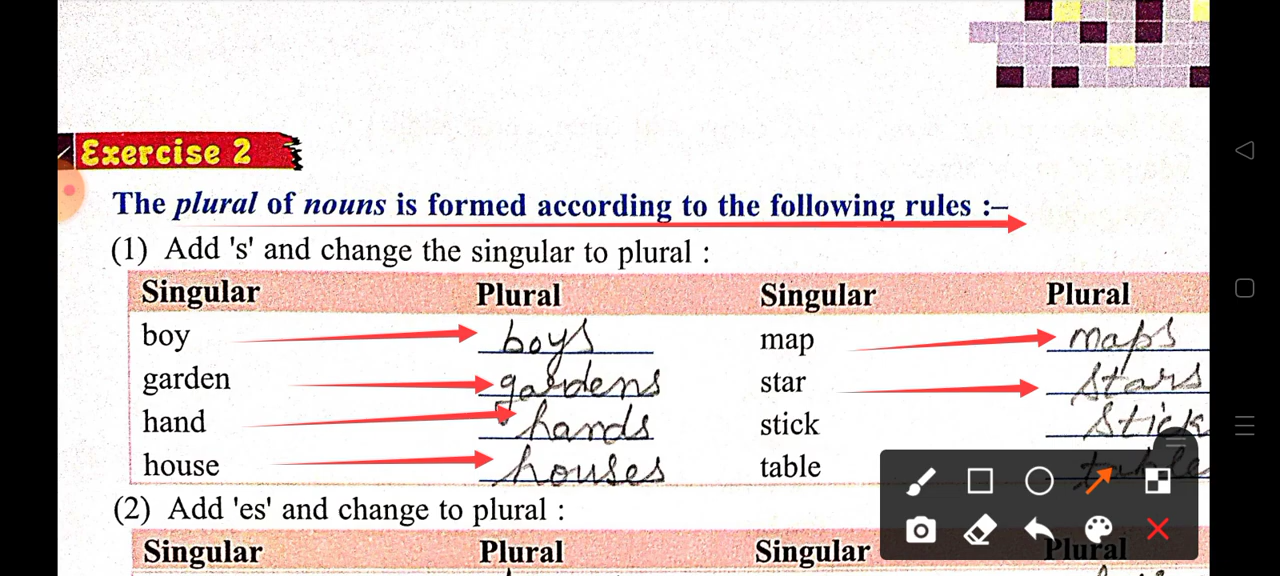 Exercise 2
The plural of nouns is formed according to the following rules :–
(1) Add 's' and change the singular to plural :
Singular Plural Singular Plural
boy boys map maps
garden gardens star stars
hand hands stick
house houses table
(2) Add 'es' and change to plural :
Singular Plural Singular Plural